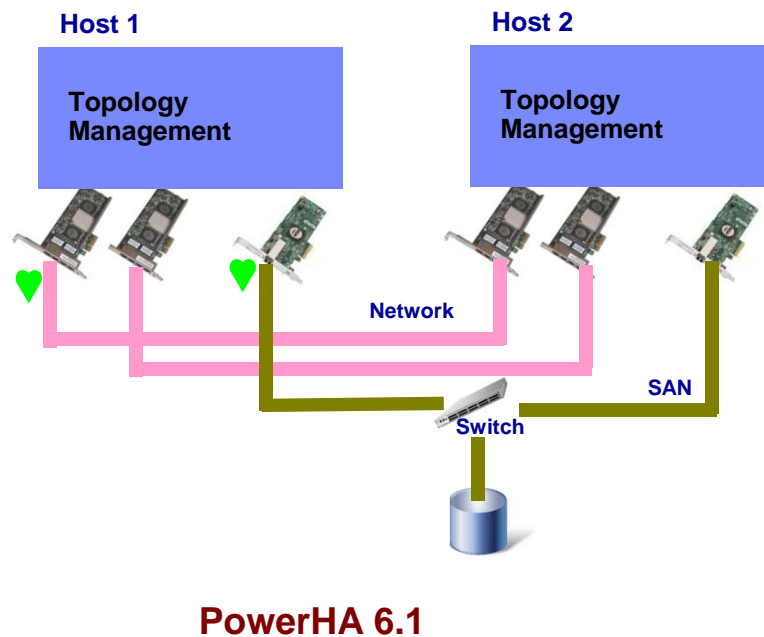 Host 1
Host 2
Topology
Management
Topology
Management
Network
SAN
Switch
PowerHA 6.1